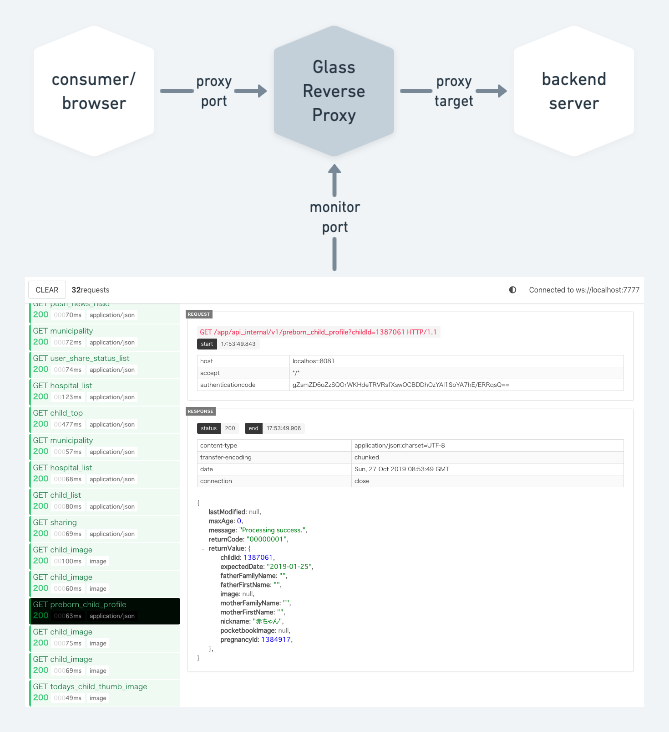 consumer/
browser
proxy
port
Glass
Reverse
Proxy
proxy
target
backend
server
monitor
port
CLEAR 32requests Connected to ws://localhost:7777
200 00070ms application/json
GET municipality
200 00072ms application/json
GET user_share_status_list
200 00074ms application/json
GET hospital_list
200 00123ms application/json
GET child_top
200 00477ms application/json
GET municipality
200 00057ms application/json
GET hospital_list
200 00068ms application/json
GET child_list
200 00080ms application/json
GET sharing
200 00069ms application/json
GET child_image
200 00100ms image
GET child_image
200 00060ms image
GET preborn_child_profile
200 00063ms application/json
GET child_image
200 00075ms image
GET child_image
200 00069ms image
GET todays_child_thumb_image
200 00049ms image
REQUEST
GET /app/api_internal/v1/preborn_child_profile?childId=1387061 HTTP/1.1
start 17:53:49.843
host localhost:8081
accept */*
authenticationcode
RESPONSE
status 200 end 17:53:49.906
content-type application/json;charset=UTF-8
transfer-encoding chunked
date Sun, 27 Oct 2019 08:53:49 GMT
connection close
{
lastModified: null,
maxAge: 0,
message: "Processing success.",
returnCode: "00000001",
- returnValue: {
childId: 1387061,
expectedDate: "2019-01-25",
fatherFamilyName: "",
fatherFirstName: "",
image: null,
motherFamilyName: "",
motherFirstName: "",
nickname: "赤ちゃん",
pocketbookImage: null,
pregnancyId: 1384917,
},
}